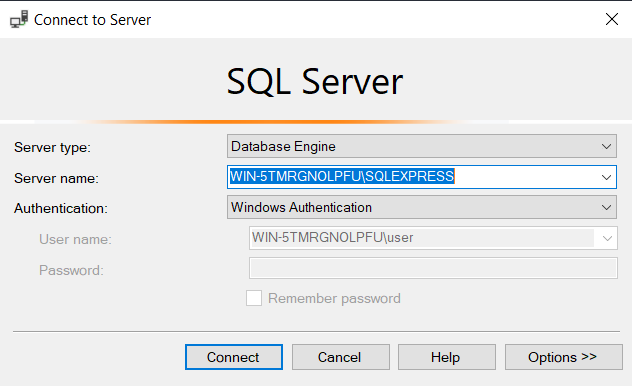 Connect to Server
SQL Server
Server type: Database Engine
Server name: WIN-5TMRGNOLPFU\SQLEXPRESS
Authentication: Windows Authentication
User name: WIN-5TMRGNOLPFU\user
Password:
Remember password
Connect Cancel Help Options >>